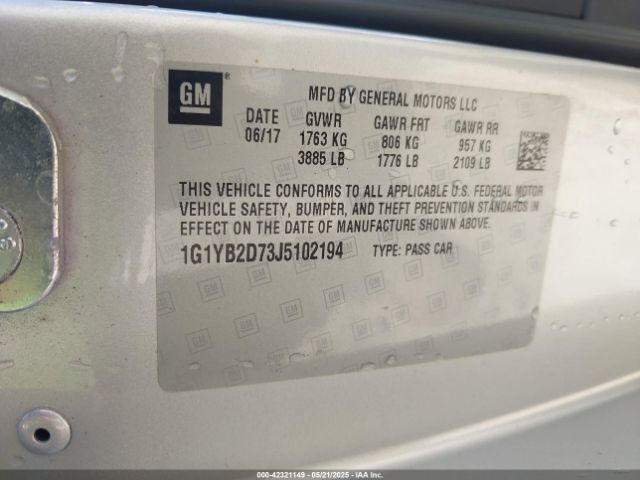 GM ®
MFD BY GENERAL MOTORS LLC
DATE GVWR GAWR FRT GAWR RR
06/17 1763 KG 806 KG 957 KG
3885 LB 1776 LB 2109 LB
THIS VEHICLE CONFORMS TO ALL APPLICABLE U.S. FEDERAL MOTOR
VEHICLE SAFETY, BUMPER, AND THEFT PREVENTION STANDARDS IN
EFFECT ON THE DATE OF MANUFACTURE SHOWN ABOVE.
1G1YB2D73J5102194 TYPE: PASS CAR
000-42321149 - 05/21/2025 - Copyright © IAA, LLC.